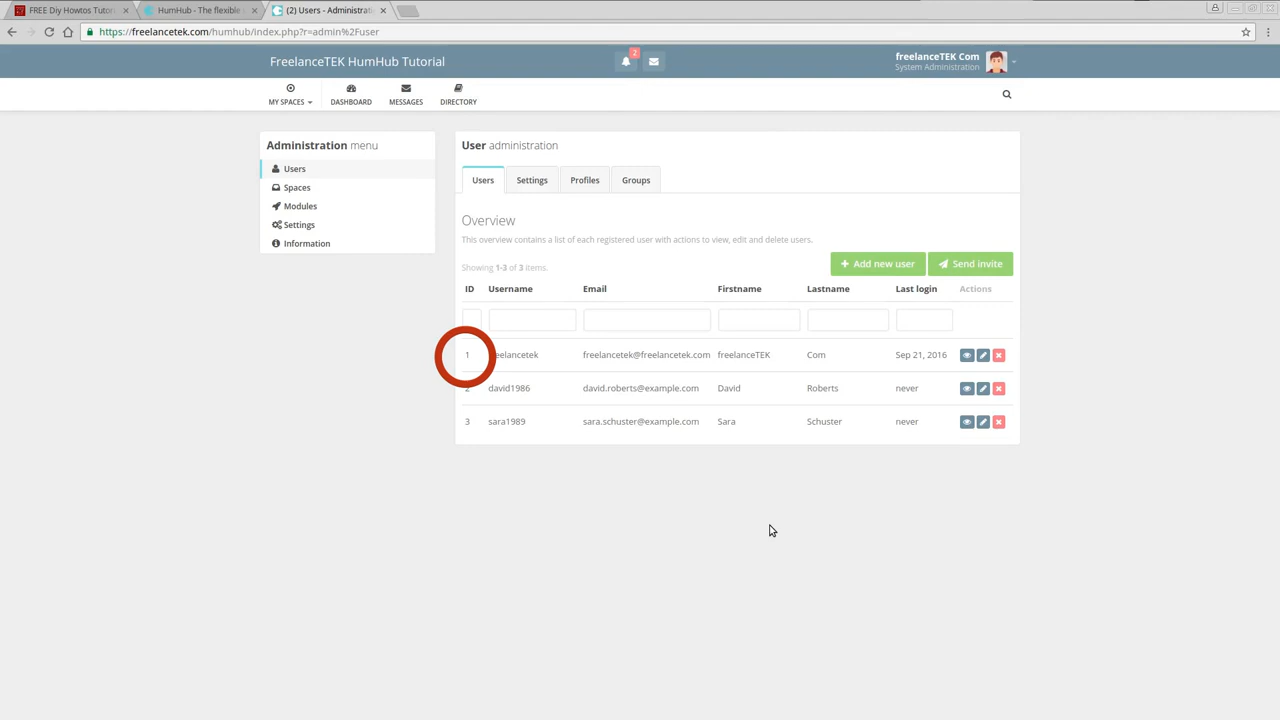 FREE Diy Howtos Tutor
HumHub - The flexible
(2) Users - Administrati
https://freelancetek.com/humhub/index.php?r=admin%2Fuser
FreelanceTEK HumHub Tutorial
2
freelanceTEK Com
System Administration
MY SPACES
DASHBOARD
MESSAGES
DIRECTORY
Administration menu
Users
Spaces
Modules
Settings
Information
User administration
Users Settings Profiles Groups
Overview
This overview contains a list of each registered user with actions to view, edit and delete users.
Showing 1-3 of 3 items.
Add new user
Send invite
ID Username Email Firstname Lastname Last login Actions
1 eelancetek freelancetek@freelancetek.com freelanceTEK Com Sep 21, 2016
2 david1986 david.roberts@example.com David Roberts never
3 sara1989 sara.schuster@example.com Sara Schuster never